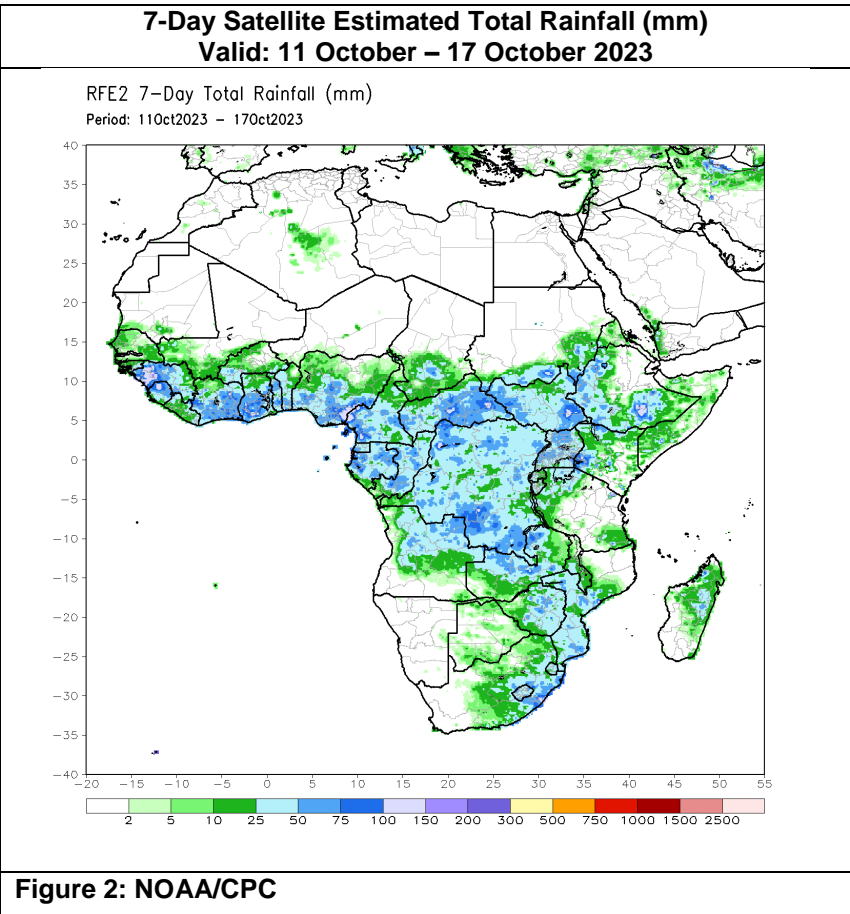 7-Day Satellite Estimated Total Rainfall (mm)
Valid: 11 October – 17 October 2023
RFE2 7-Day Total Rainfall (mm)
Period: 11Oct2023 – 17Oct2023
40
35
30
25
20
15
10
5
0
−5
−10
−15
−20
−25
−30
−35
−40
−20 −15 −10 −5 0 5 10 15 20 25 30 35 40 45 50 55
2 5 10 25 50 75 100 150 200 300 500 750 1000 1500 2500
Figure 2: NOAA/CPC